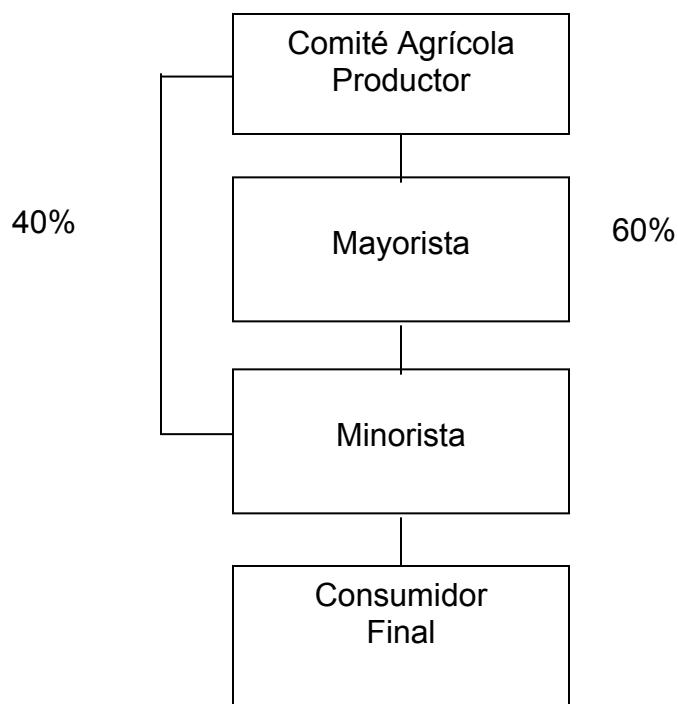 Comité Agrícola
Productor
40%
Mayorista
60%
Minorista
Consumidor
Final